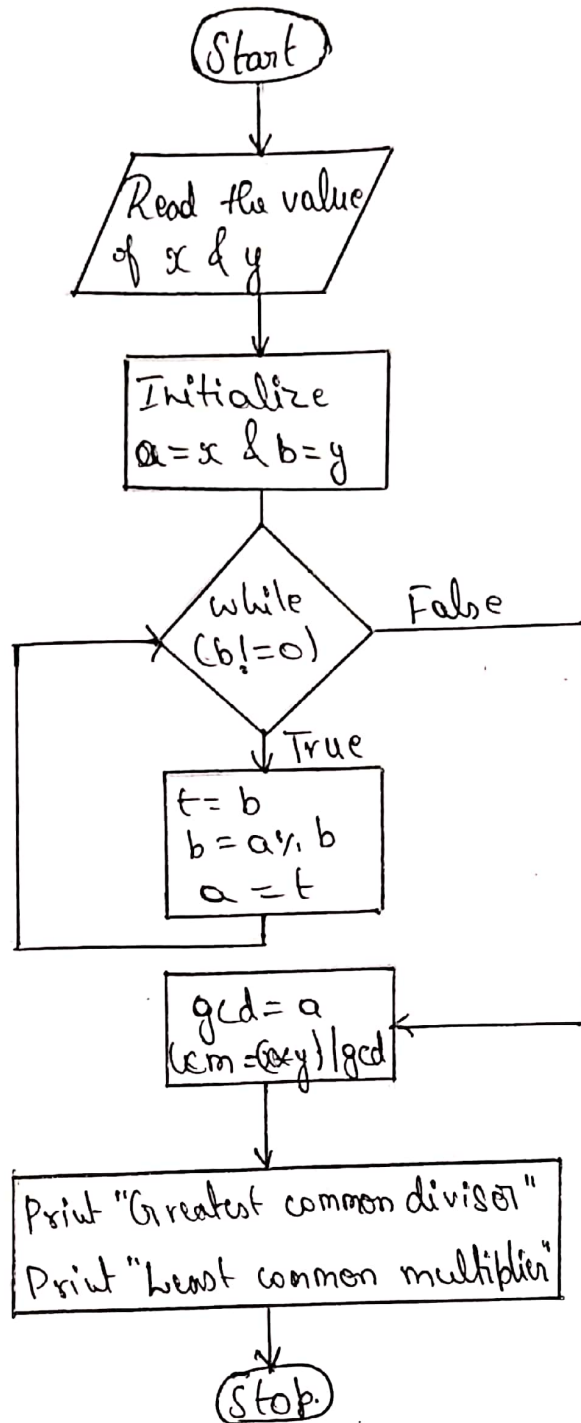 Start
Read the value
of x & y
Initialize
a=x & b=y
while
(b!=0)
False
True
t= b
b = a% b
a = t
gcd= a
lcm =(x*y)|gcd
Print "Greatest common divisor"
Print "Least common multiplier"
Stop.